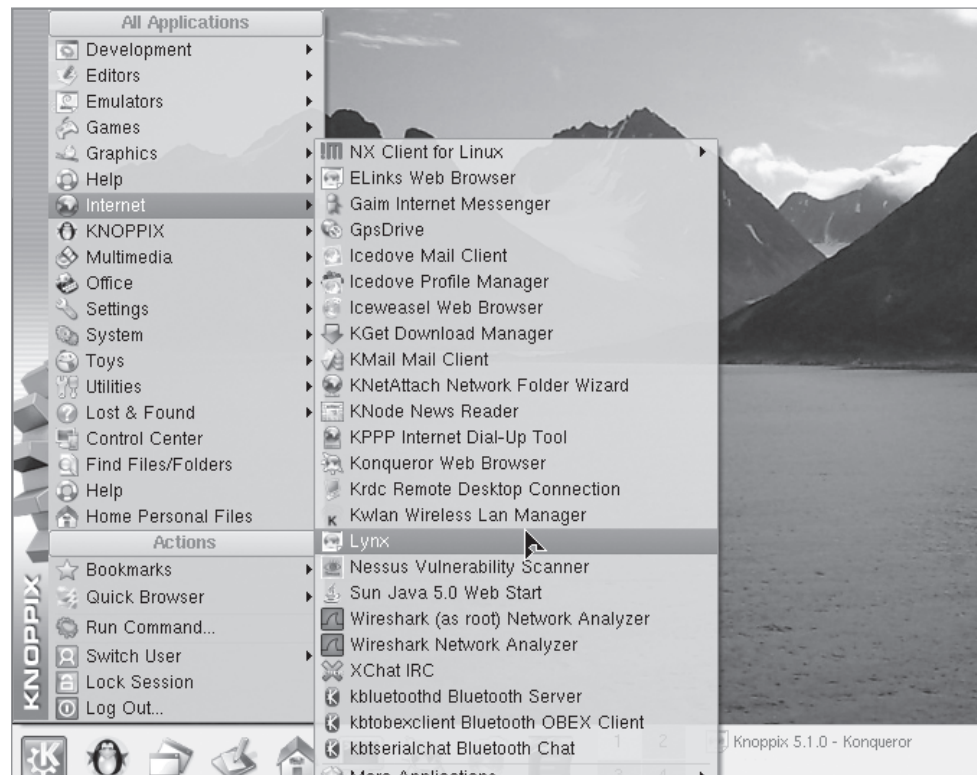 All Applications
Development
Editors
Emulators
Games
Graphics
Help
Internet
KNOPPIX
Multimedia
Office
Settings
System
Toys
Utilities
Lost & Found
Control Center
Find Files/Folders
Help
Home Personal Files
Actions
Bookmarks
Quick Browser
Run Command...
Switch User
Lock Session
Log Out...
KNOPPIX
NX Client for Linux
ELinks Web Browser
Gaim Internet Messenger
GpsDrive
Icedove Mail Client
Icedove Profile Manager
Iceweasel Web Browser
KGet Download Manager
KMail Mail Client
KNetAttach Network Folder Wizard
KNode News Reader
KPPP Internet Dial-Up Tool
Konqueror Web Browser
Krdc Remote Desktop Connection
Kwlan Wireless Lan Manager
Lynx
Nessus Vulnerability Scanner
Sun Java 5.0 Web Start
Wireshark (as root) Network Analyzer
Wireshark Network Analyzer
XChat IRC
kbluetoothd Bluetooth Server
kbtobexclient Bluetooth OBEX Client
kbtserialchat Bluetooth Chat
More Applications
1 2
3 4
Knoppix 5.1.0 - Konqueror